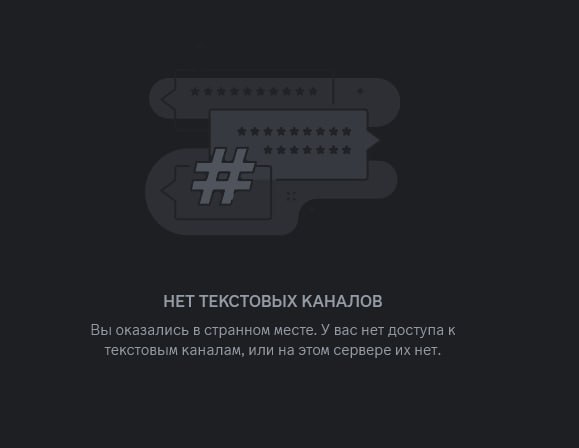 НЕТ ТЕКСТОВЫХ КАНАЛОВ
Вы оказались в странном месте. У вас нет доступа к
текстовым каналам, или на этом сервере их нет.